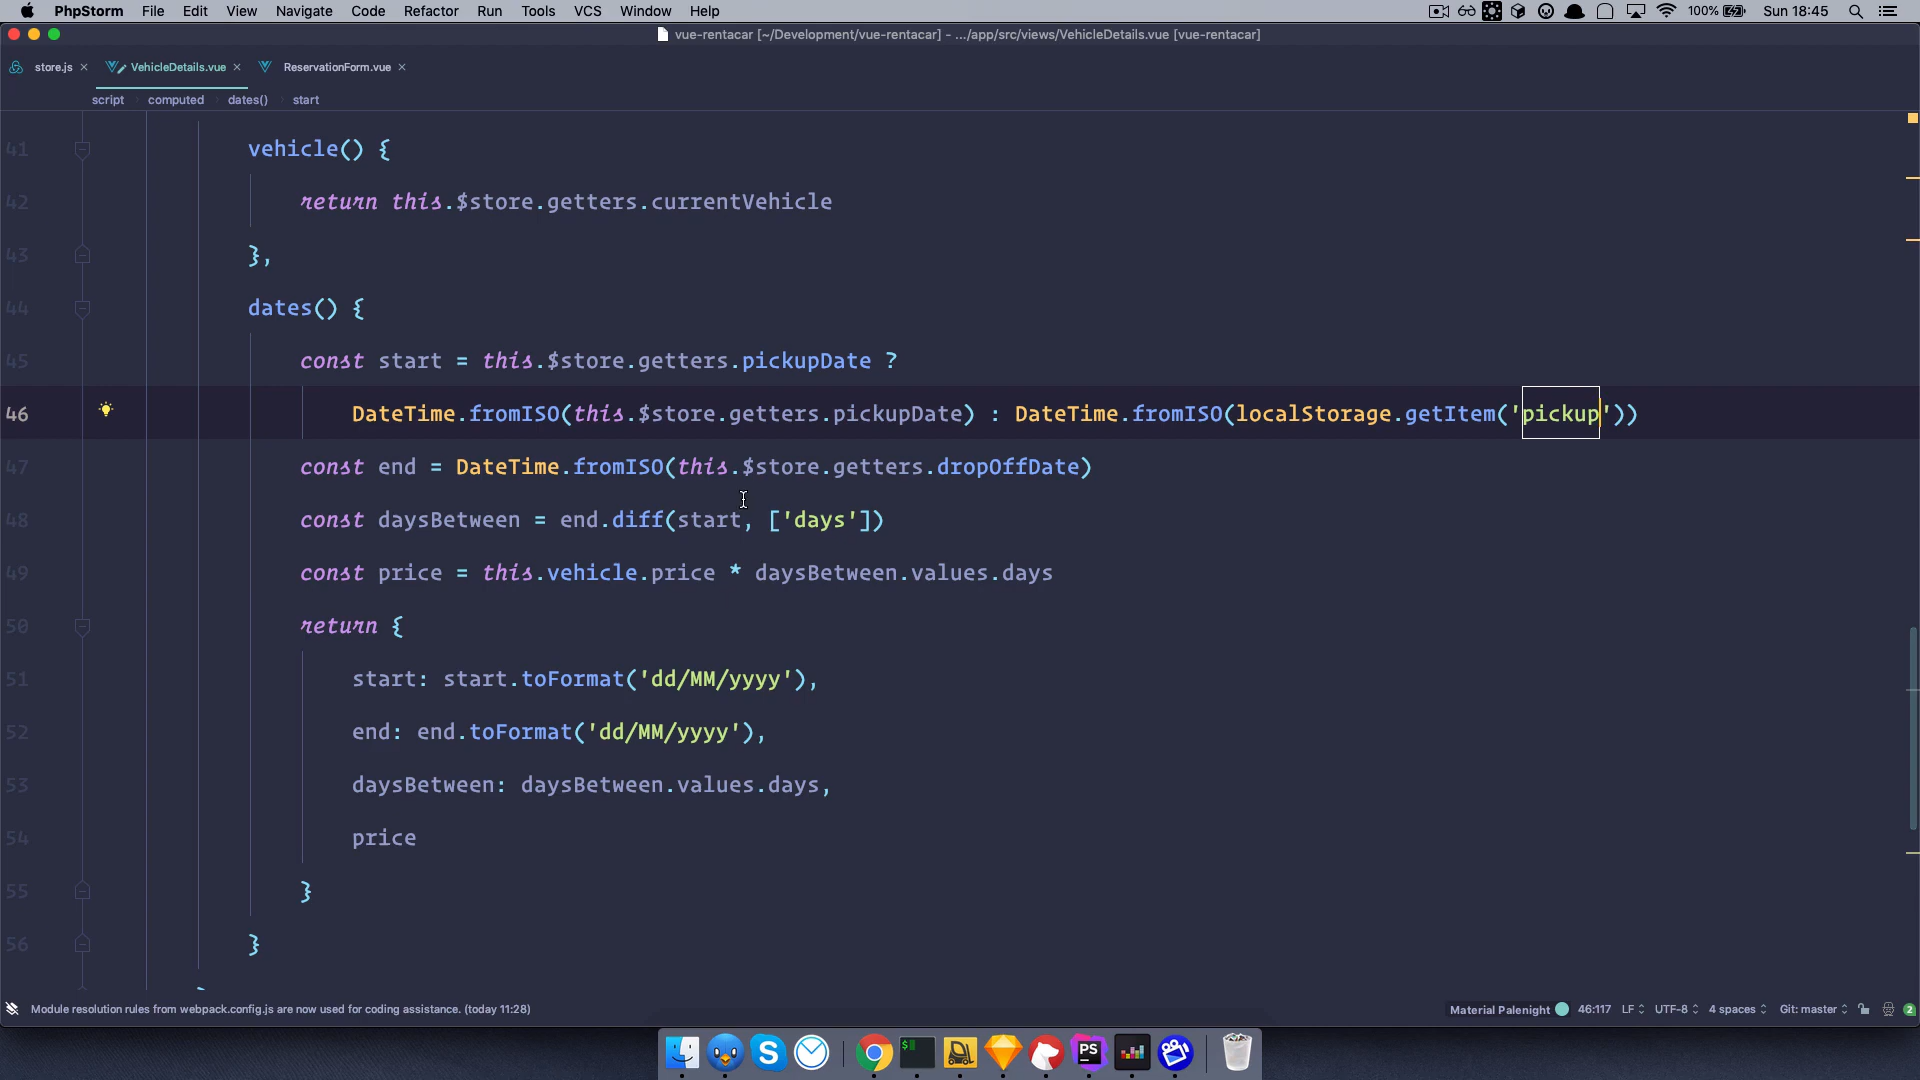 PhpStorm File Edit View Navigate Code Refactor Run Tools VCS Window Help 100% Sun 18:45
vue-rentacar [~/Development/vue-rentacar] - .../app/src/views/VehicleDetails.vue [vue-rentacar]
store.js VehicleDetails.vue ReservationForm.vue
script computed dates() start
41 vehicle() {
42 return this.$store.getters.currentVehicle
43 },
44 dates() {
45 const start = this.$store.getters.pickupDate ?
46 DateTime.fromISO(this.$store.getters.pickupDate) : DateTime.fromISO(localStorage.getItem('pickup'))
47 const end = DateTime.fromISO(this.$store.getters.dropOffDate)
48 const daysBetween = end.diff(start, ['days'])
49 const price = this.vehicle.price * daysBetween.values.days
50 return {
51 start: start.toFormat('dd/MM/yyyy'),
52 end: end.toFormat('dd/MM/yyyy'),
53 daysBetween: daysBetween.values.days,
54 price
55 }
56 }
Module resolution rules from webpack.config.js are now used for coding assistance. (today 11:28) Material Palenight 46:117 LF UTF-8 4 spaces Git: master 2
S $ PS